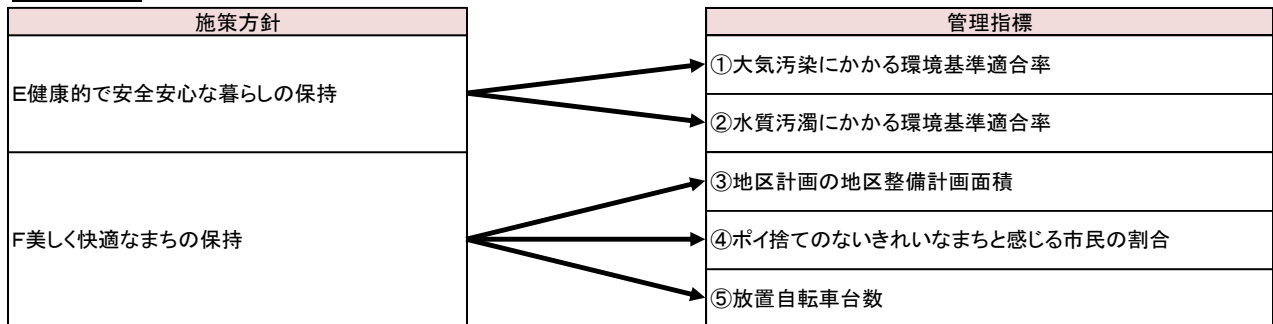 施策方針
管理指標
E健康的で安全安心な暮らしの保持
①大気汚染にかかる環境基準適合率
②水質汚濁にかかる環境基準適合率
F美しく快適なまちの保持
③地区計画の地区整備計画面積
④ポイ捨てのないきれいなまちと感じる市民の割合
⑤放置自転車台数